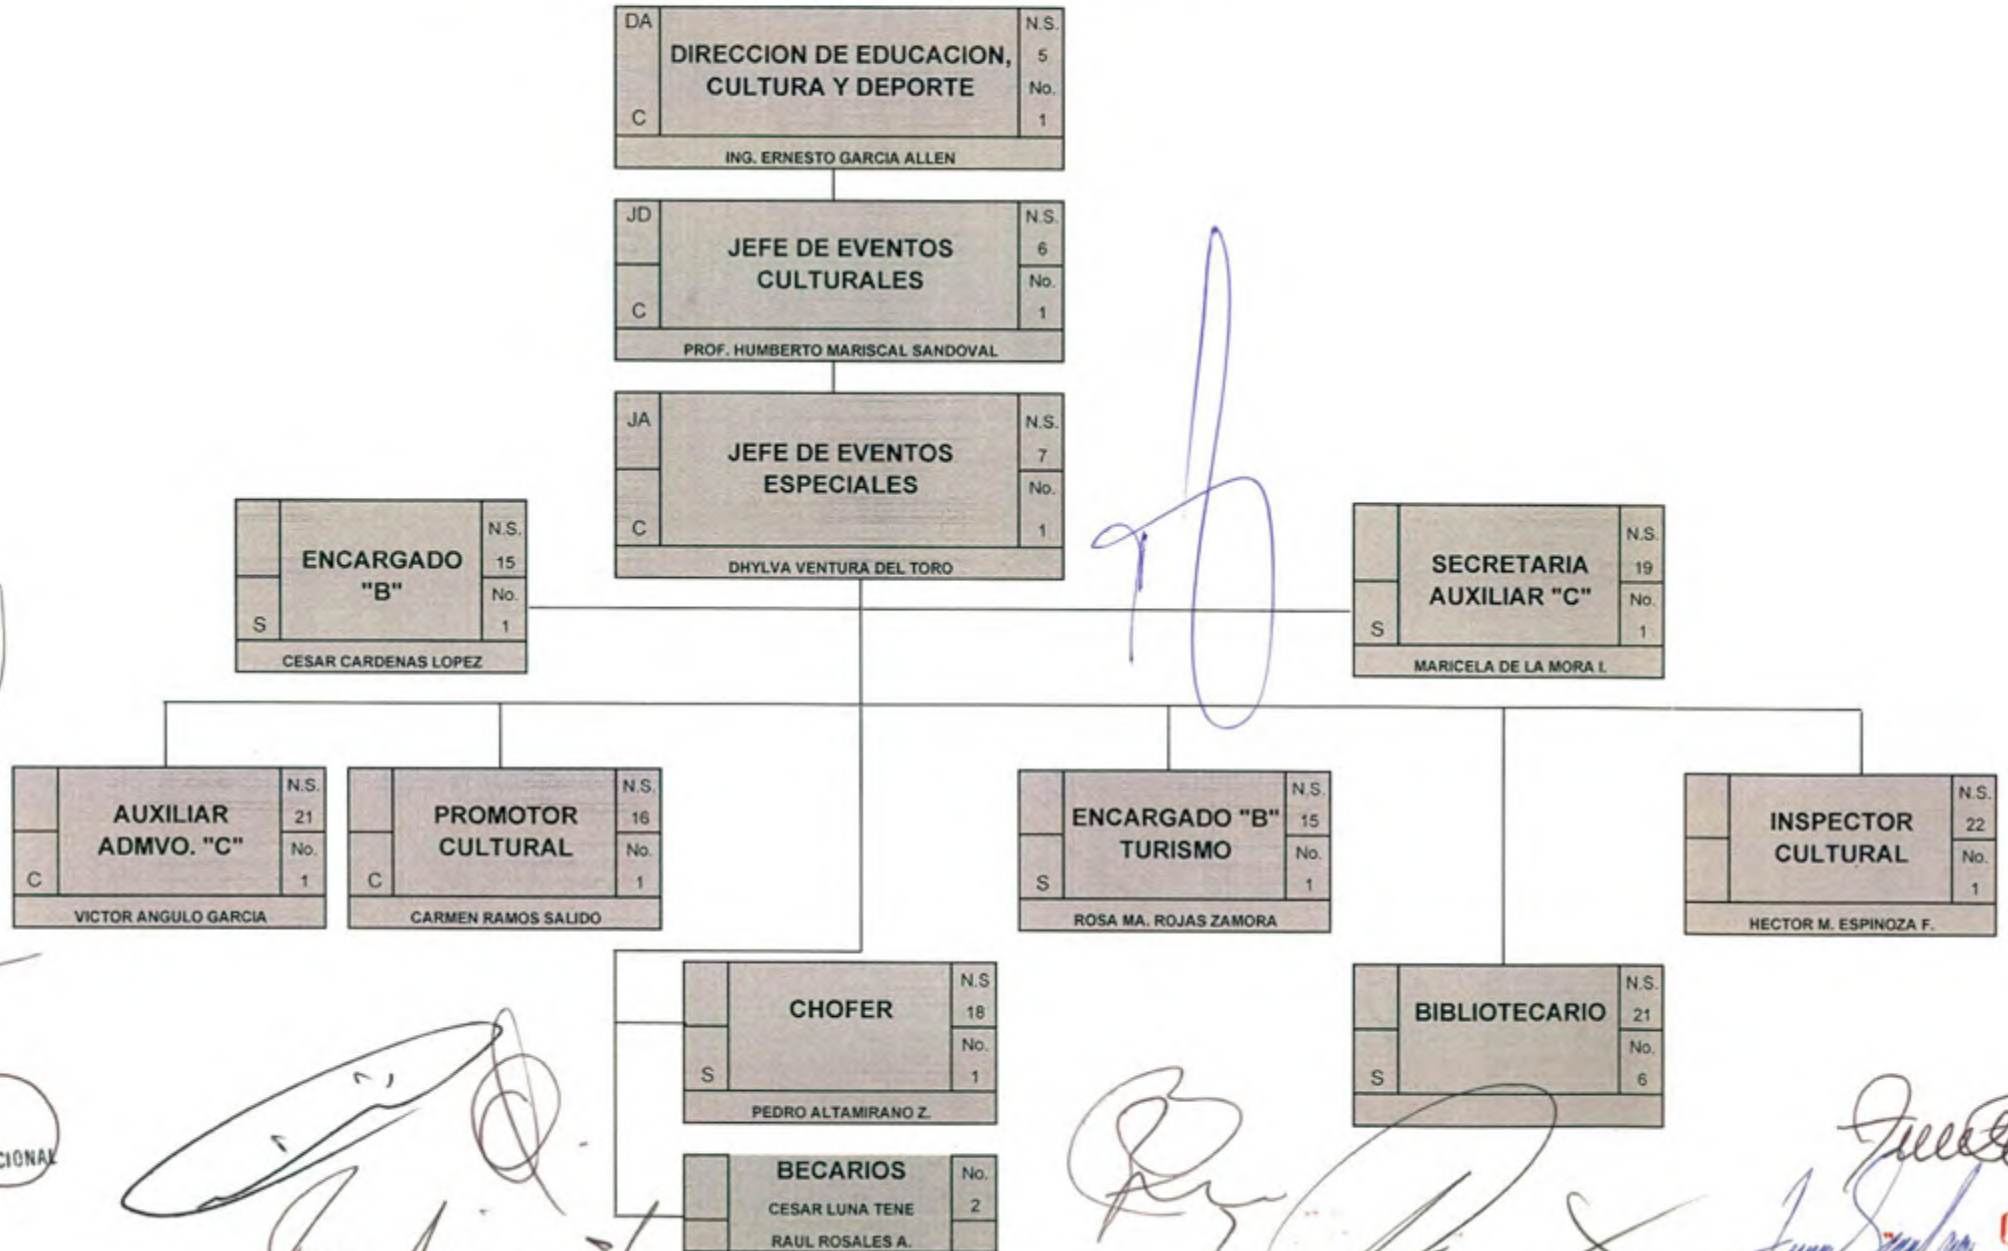 DA
DIRECCION DE EDUCACION,
CULTURA Y DEPORTE
C
N.S.
5
No.
1
ING. ERNESTO GARCIA ALLEN
JD
JEFE DE EVENTOS
CULTURALES
C
N.S.
6
No.
1
PROF. HUMBERTO MARISCAL SANDOVAL
JA
JEFE DE EVENTOS
ESPECIALES
C
N.S.
7
No.
1
DHYLVA VENTURA DEL TORO
ENCARGADO
"B"
S
N.S.
15
No.
1
CESAR CARDENAS LOPEZ
SECRETARIA
AUXILIAR "C"
S
N.S.
19
No.
1
MARICELA DE LA MORA I.
AUXILIAR
ADMVO. "C"
C
N.S.
21
No.
1
VICTOR ANGULO GARCIA
PROMOTOR
CULTURAL
C
N.S.
16
No.
1
CARMEN RAMOS SALIDO
ENCARGADO "B"
TURISMO
S
N.S.
15
No.
1
ROSA MA. ROJAS ZAMORA
INSPECTOR
CULTURAL
N.S.
22
No.
1
HECTOR M. ESPINOZA F.
CHOFER
S
N.S
18
No.
1
PEDRO ALTAMIRANO Z.
BIBLIOTECARIO
S
N.S.
21
No.
6
BECARIOS
CESAR LUNA TENE
RAUL ROSALES A.
No.
2
CIONAL